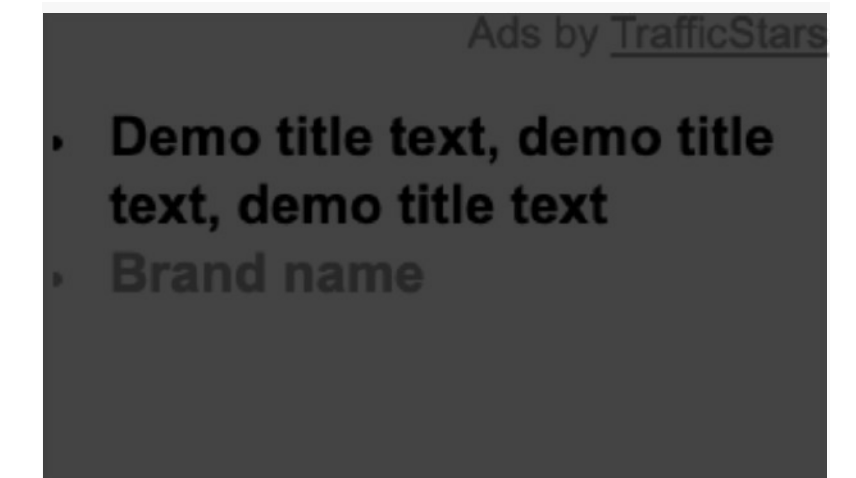 Ads by TrafficStars
Demo title text, demo title
text, demo title text
Brand name